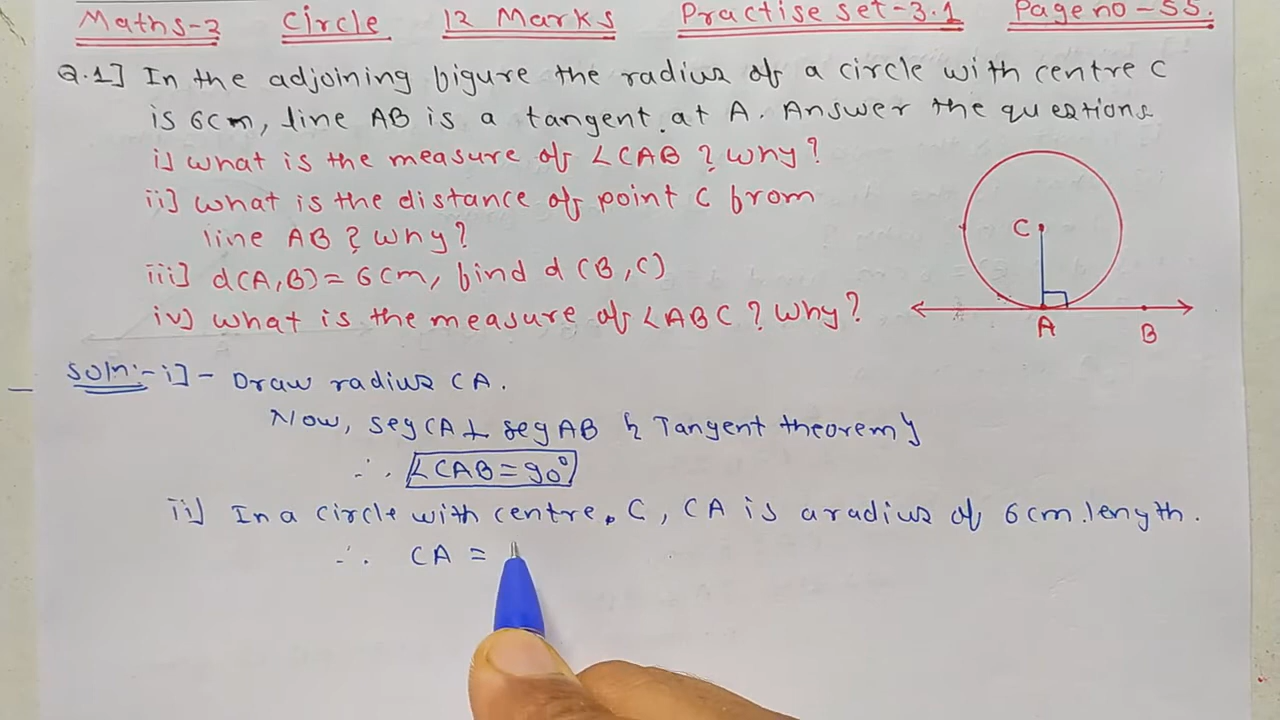 Maths-2 Circle 12 Marks Practise set-3.1 Page no-55.
Q.1] In the adjoining figure the radius of a circle with centre C
is 6cm, line AB is a tangent at A. Answer the questions
i] what is the measure of ∠CAB ? why?
ii] what is the distance of point C from
line AB ? why?
iii] d(A,B)= 6cm, find d(B,C)
iv] what is the measure of ∠ABC ? why?
C
A
B
Soln:- i] - Draw radius CA.
Now, seg CA ⊥ seg AB { Tangent theorem }
∴ ∠CAB = 90°
ii] In a circle with centre. C, CA is a radius of 6cm.length.
∴ CA =